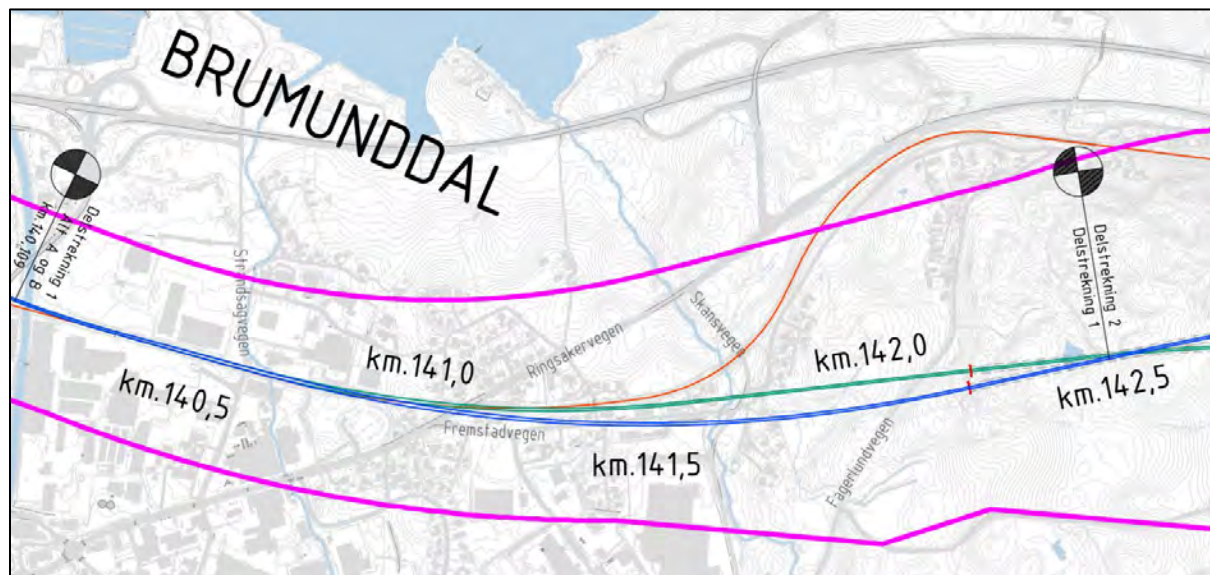 BRUMUNDDAL
Delstrekning 1
Alt. A og B
km.140,109
Strandsagvegen
km.140,5
km.141,0
Ringsakervegen
Fremstadvegen
km.141,5
Skansvegen
km.142,0
Fagerlundvegen
Delstrekning 2
Delstrekning 1
km.142,5